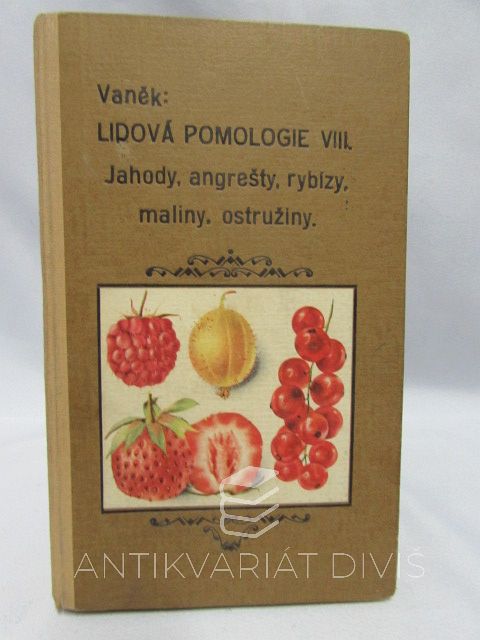 Vaněk:
LIDOVÁ POMOLOGIE VIII.
Jahody, angrešty, rybízy,
maliny, ostružiny.
ANTIKVARIÁT DIVIŠ